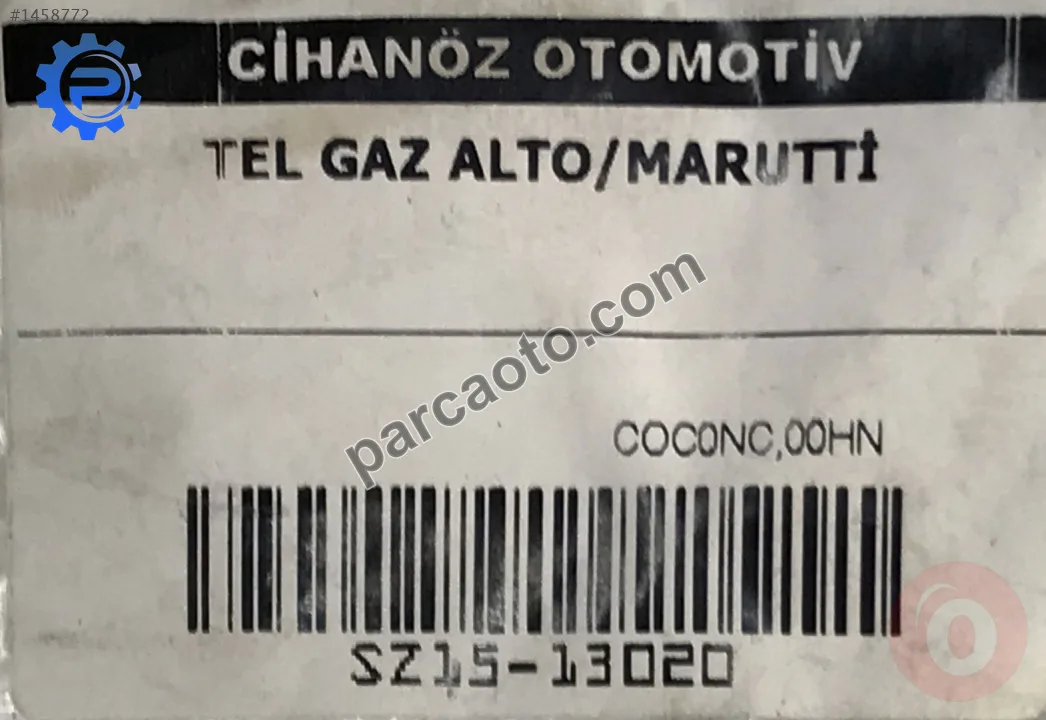 #1458772
CİHANÖZ OTOMOTİV
TEL GAZ ALTO/MARUTTİ
parcaoto.com
COC0NC,00HN
SZ15-13020